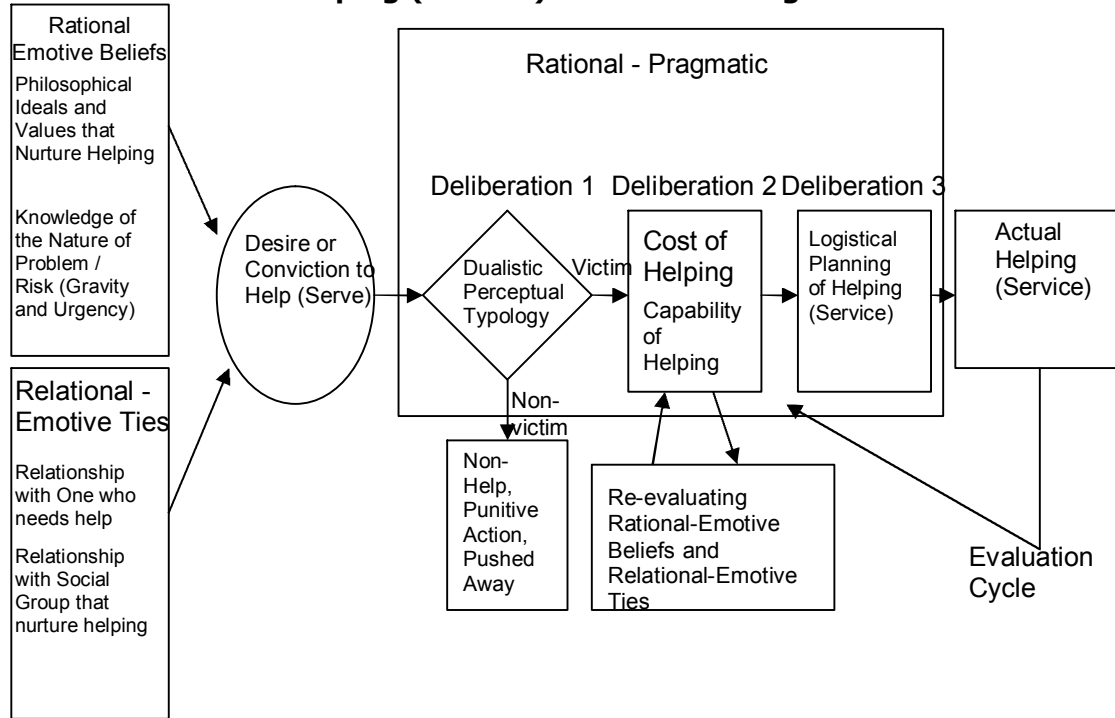 Rational
Emotive Beliefs
Philosophical
Ideals and
Values that
Nurture Helping
Knowledge of
the Nature of
Problem /
Risk (Gravity
and Urgency)
Relational -
Emotive Ties
Relationship
with One who
needs help
Relationship
with Social
Group that
nurture helping
Desire or
Conviction to
Help (Serve)
Rational - Pragmatic
Deliberation 1
Dualistic
Perceptual
Typology
Victim
Non-
victim
Non-
Help,
Punitive
Action,
Pushed
Away
Deliberation 2
Cost of
Helping
Capability
of
Helping
Re-evaluating
Rational-Emotive
Beliefs and
Relational-Emotive
Ties
Deliberation 3
Logistical
Planning
of Helping
(Service)
Actual
Helping
(Service)
Evaluation
Cycle